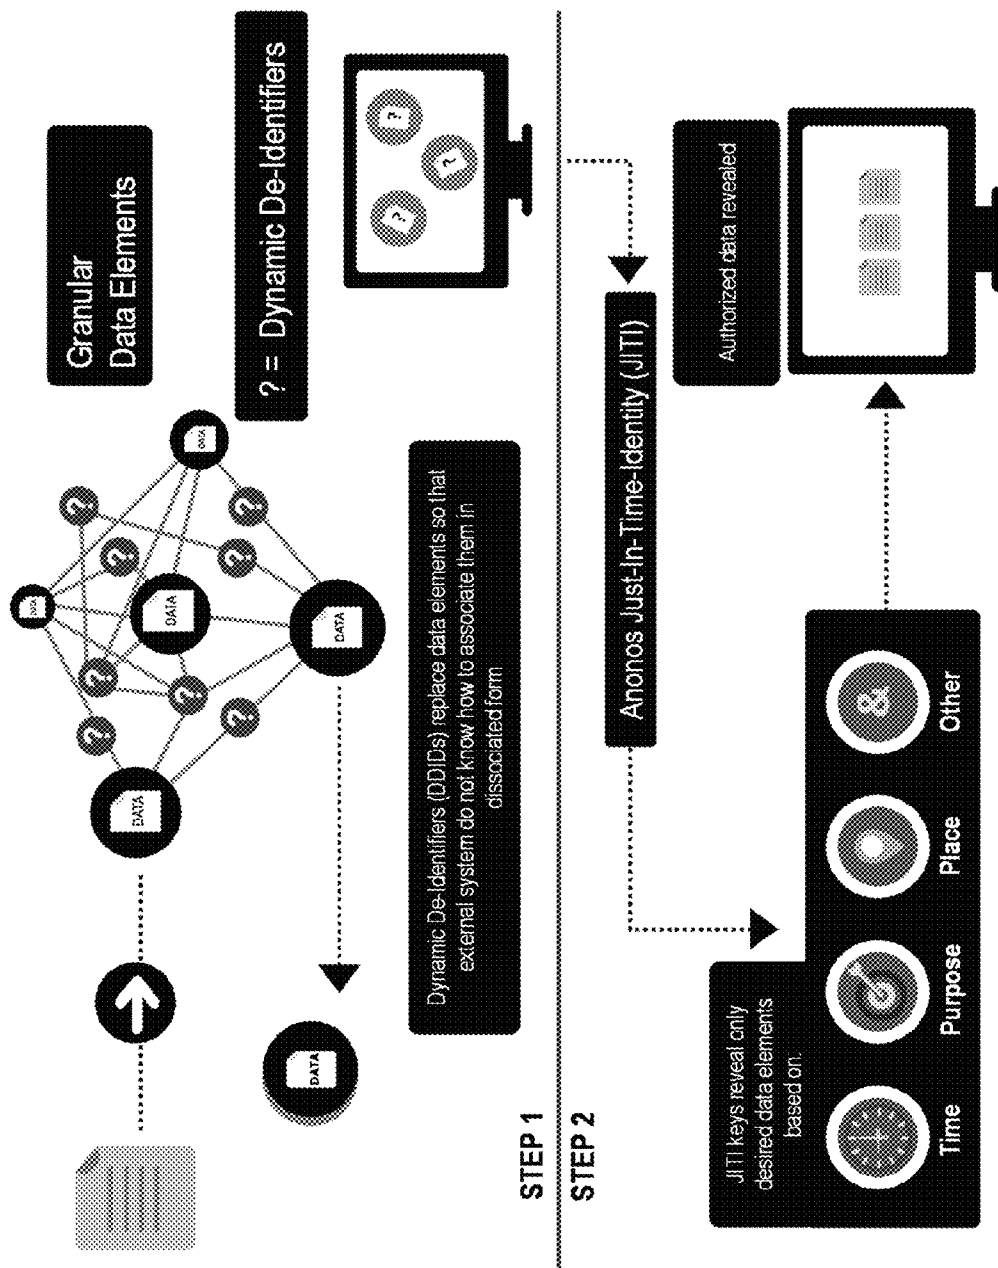 Granular
Data Elements
? = Dynamic De-Identifiers
DATA
DATA
DATA
DATA
DATA
DATA
?
?
?
?
?
?
?
?
?
?
?
Dynamic De-Identifiers (DDIDs) replace data elements so that
external system do not know how to associate them in
dissociated form
STEP 1
STEP 2
Anonos Just-In-Time-Identity (JITI)
JITI keys reveal only
desired data elements
based on:
&
Time
Purpose
Place
Other
Authorized data revealed